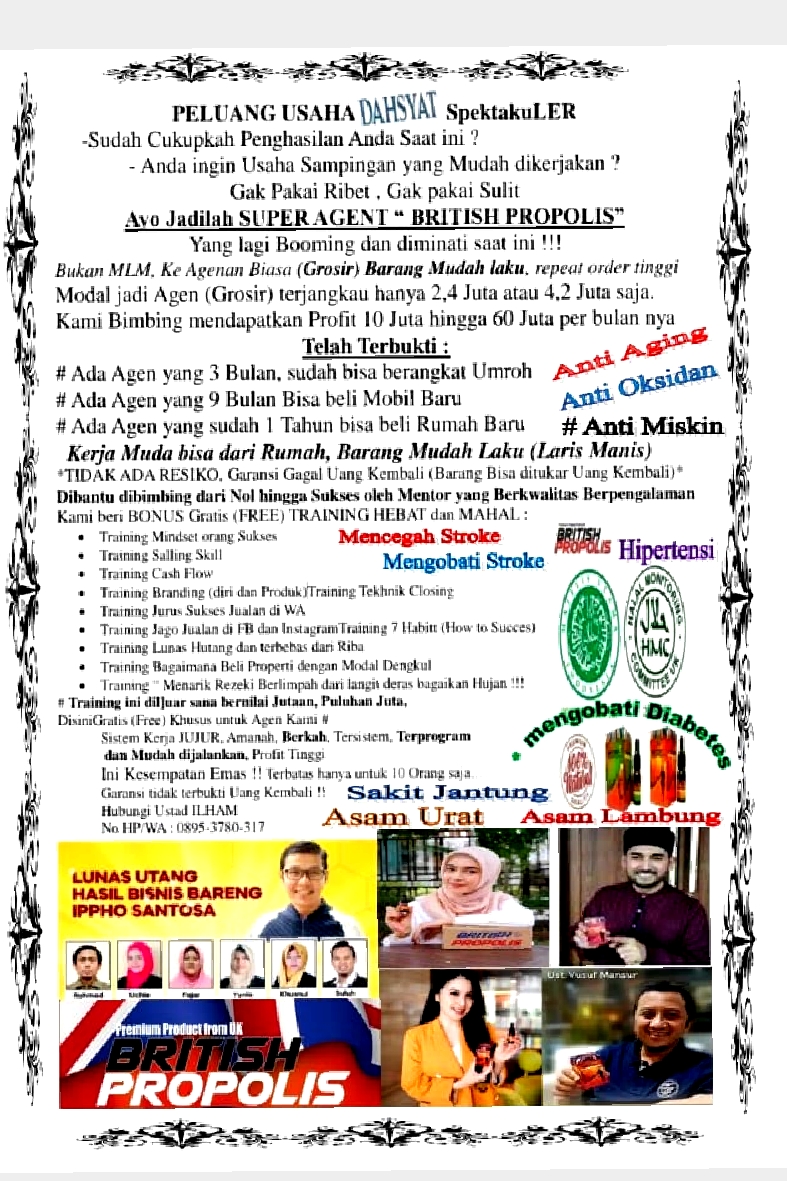 PELUANG USAHA DAHSYAT SpektakuLER
-Sudah Cukupkah Penghasilan Anda Saat ini ?
- Anda ingin Usaha Sampingan yang Mudah dikerjakan ?
Gak Pakai Ribet , Gak pakai Sulit
Ayo Jadilah SUPER AGENT “ BRITISH PROPOLIS”
Yang lagi Booming dan diminati saat ini !!!
Bukan MLM, Ke Agenan Biasa (Grosir) Barang Mudah laku, repeat order tinggi
Modal jadi Agen (Grosir) terjangkau hanya 2,4 Juta atau 4,2 Juta saja.
Kami Bimbing mendapatkan Profit 10 Juta hingga 60 Juta per bulan nya
Telah Terbukti :
# Ada Agen yang 3 Bulan, sudah bisa berangkat Umroh
# Ada Agen yang 9 Bulan Bisa beli Mobil Baru
# Ada Agen yang sudah 1 Tahun bisa beli Rumah Baru
Anti Aging
Anti Oksidan
# Anti Miskin
Kerja Muda bisa dari Rumah, Barang Mudah Laku (Laris Manis)
*TIDAK ADA RESIKO, Garansi Gagal Uang Kembali (Barang Bisa ditukar Uang Kembali)*
Dibantu dibimbing dari Nol hingga Sukses oleh Mentor yang Berkwalitas Berpengalaman
Kami beri BONUS Gratis (FREE) TRAINING HEBAT dan MAHAL :
• Training Mindset orang Sukses
• Training Salling Skill
• Training Cash Flow
• Training Branding (diri dan Produk)Training Tekhnik Closing
• Training Jurus Sukses Jualan di WA
• Training Jago Jualan di FB dan InstagramTraining 7 Habitt (How to Succes)
• Training Lunas Hutang dan terbebas dari Riba
• Training Bagaimana Beli Properti dengan Modal Dengkul
• Training " Menarik Rezeki Berlimpah dari langit deras bagaikan Hujan !!!
Mencegah Stroke
Mengobati Stroke
BRITISH PROPOLIS
Hipertensi
HALAL MONITORING
HMC
COMMITTEE UK
# Training ini diluar sana bernilai Jutaan, Puluhan Juta,
DisiniGratis (Free) Khusus untuk Agen Kami #
Sistem Kerja JUJUR, Amanah, Berkah, Tersistem, Terprogram
dan Mudah dijalankan, Profit Tinggi
Ini Kesempatan Emas !! Terbatas hanya untuk 10 Orang saja.
Garansi tidak terbukti Uang Kembali !!
Hubungi Ustad ILHAM
No HP/WA : 0895-3780-317
• mengobati Diabetes
100% Natural
Sakit Jantung
Asam Urat
Asam Lambung
LUNAS UTANG
HASIL BISNIS BARENG
IPPHO SANTOSA
Achmad Uchie Fajar Tynia Khusnul Suluh
BRITISH
PROPOLIS
Ust. Yusuf Mansur
Premium Product from UK
BRITISH
PROPOLIS